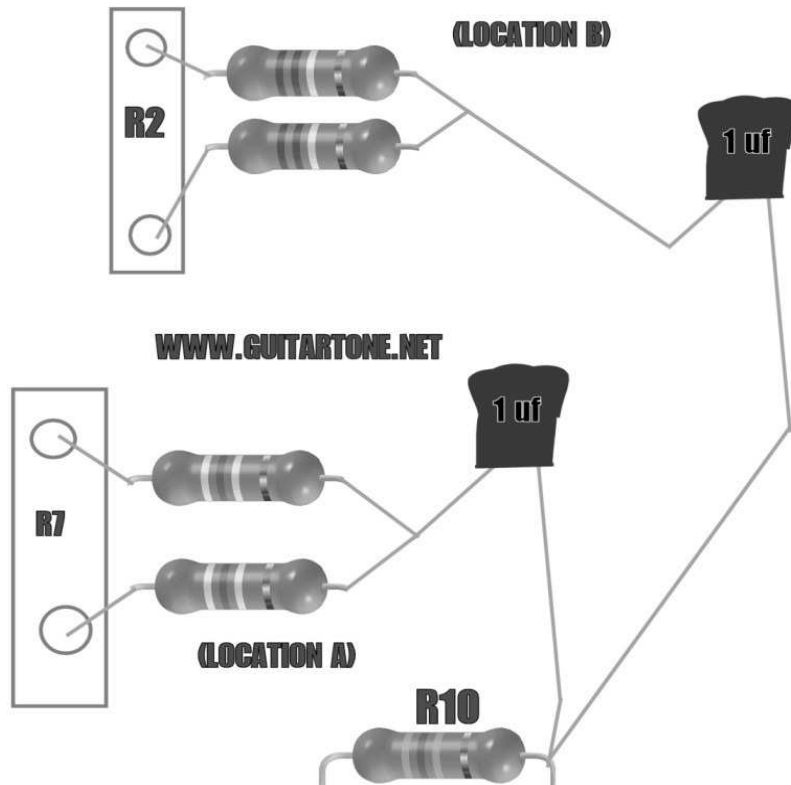 (LOCATION B)
R2
1 uf
WWW.GUITARTONE.NET
1 uf
R7
(LOCATION A)
R10